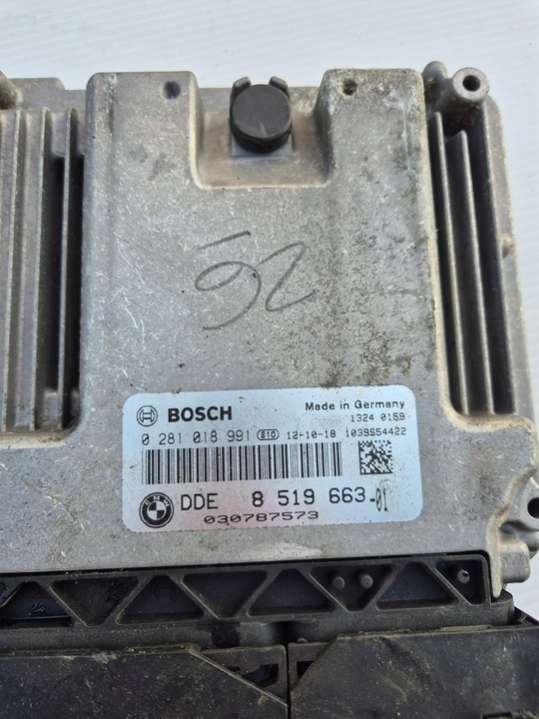 BOSCH Made in Germany
1324 0159
0 281 018 991 12-10-18 1039S54422
BMW
DDE 8 519 663-01
030787573